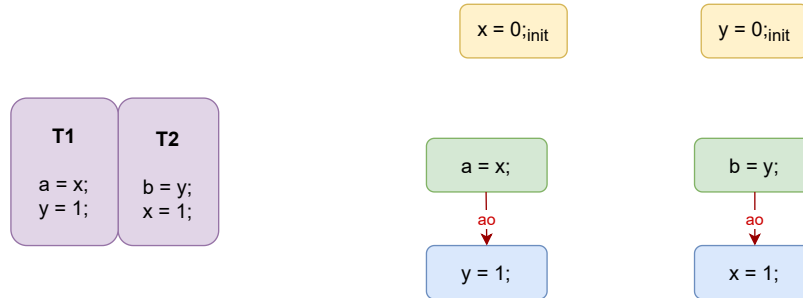 x = 0;init
y = 0;init
T1
T2
a = x;
y = 1;
b = y;
x = 1;
a = x;
b = y;
ao
ao
y = 1;
x = 1;